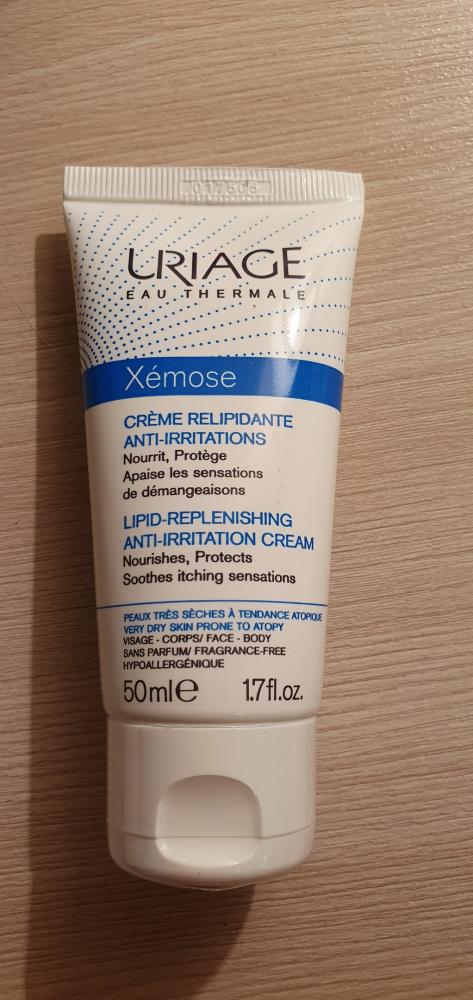 017505
URIAGE
EAU THERMALE
Xémose
CRÈME RELIPIDANTE
ANTI-IRRITATIONS
Nourrit, Protège
Apaise les sensations
de démangeaisons
LIPID-REPLENISHING
ANTI-IRRITATION CREAM
Nourishes, Protects
Soothes itching sensations
PEAUX TRÈS SÈCHES À TENDANCE ATOPIQUE
VERY DRY SKIN PRONE TO ATOPY
VISAGE - CORPS/ FACE - BODY
SANS PARFUM/ FRAGRANCE-FREE
HYPOALLERGÉNIQUE
50ml℮ 1.7fl.oz.